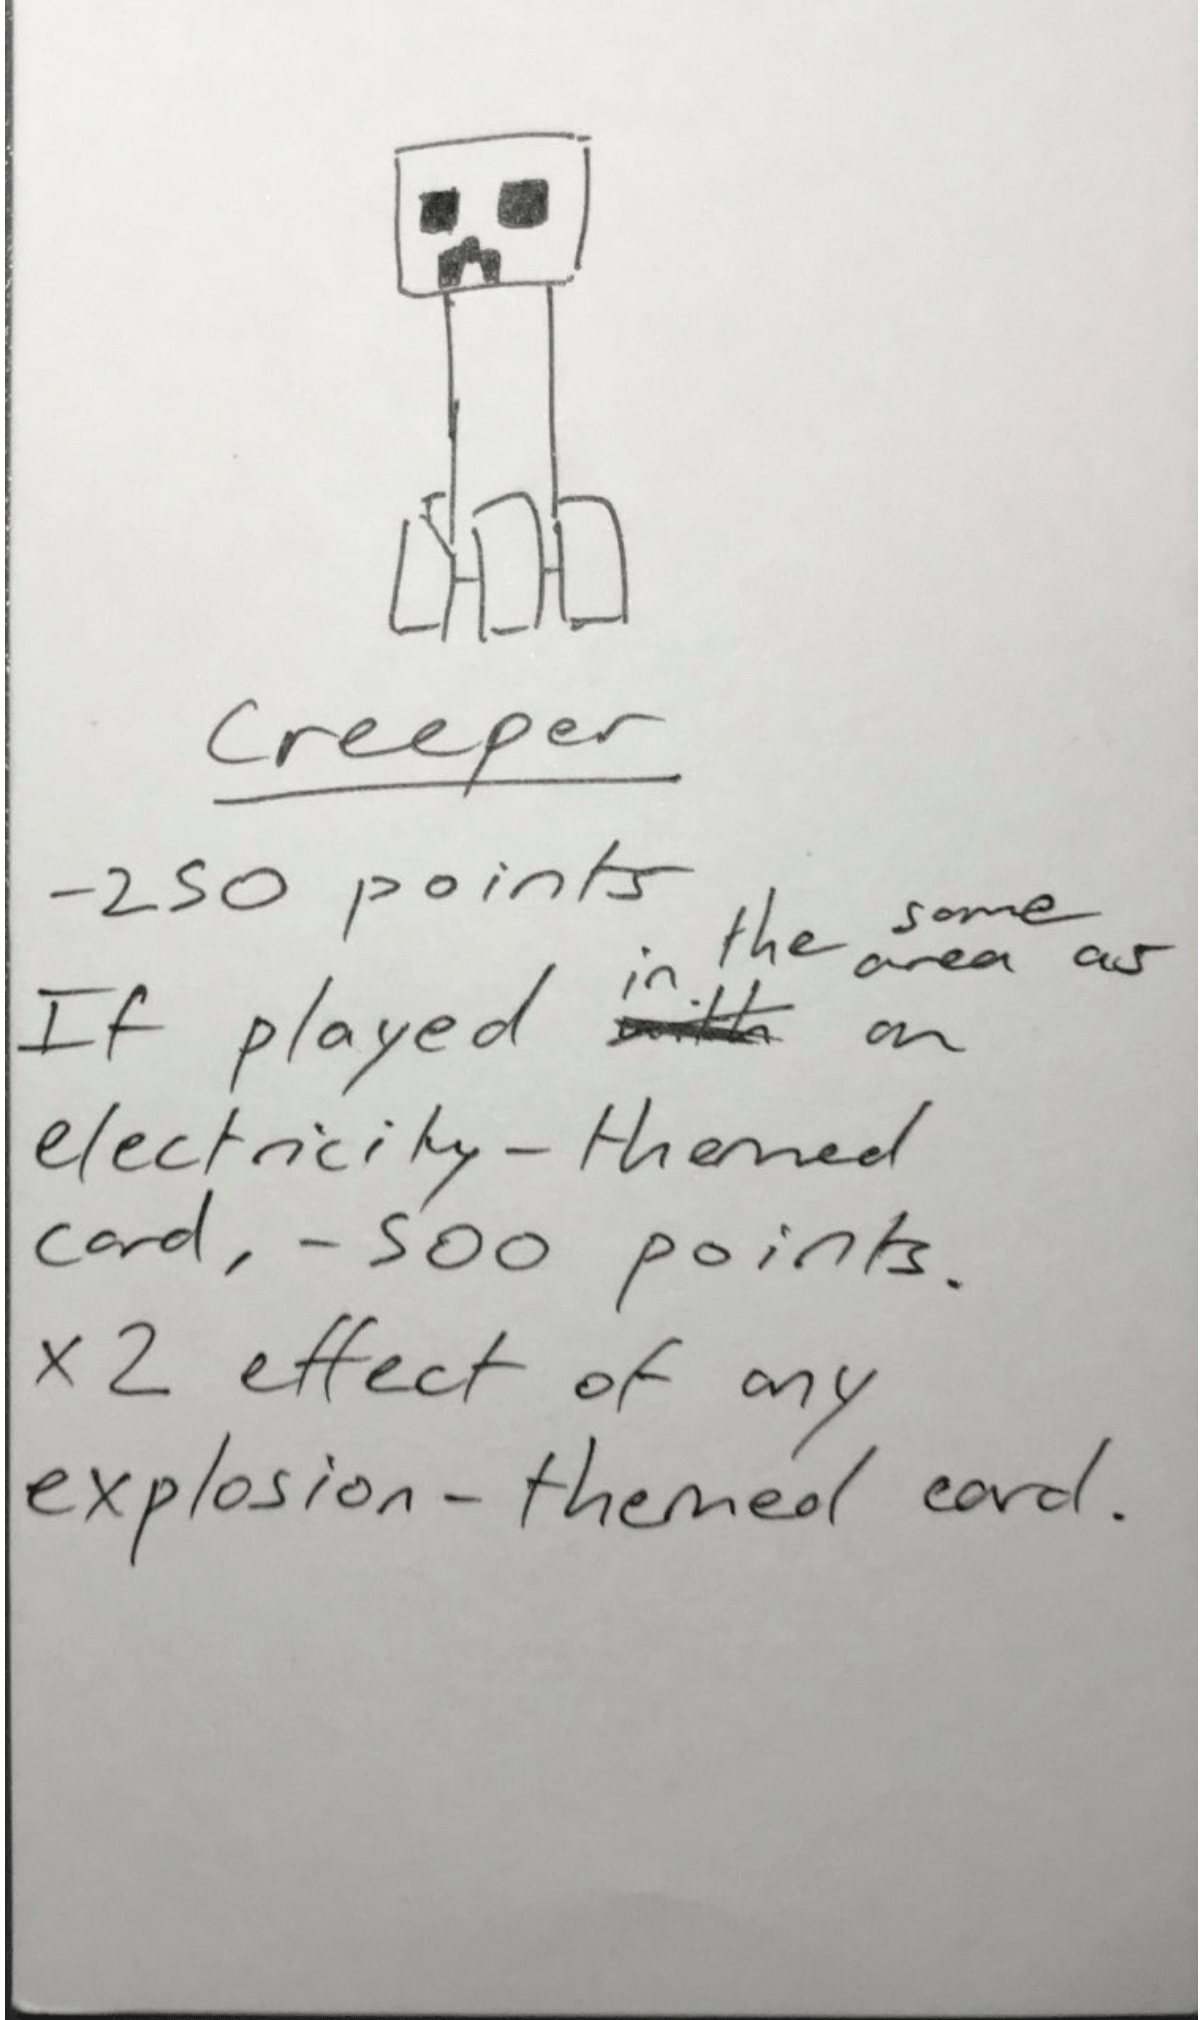 Creeper
-250 points
If played in the same area as an
electricity-themed
card, -500 points.
x2 effect of any
explosion-themed card.